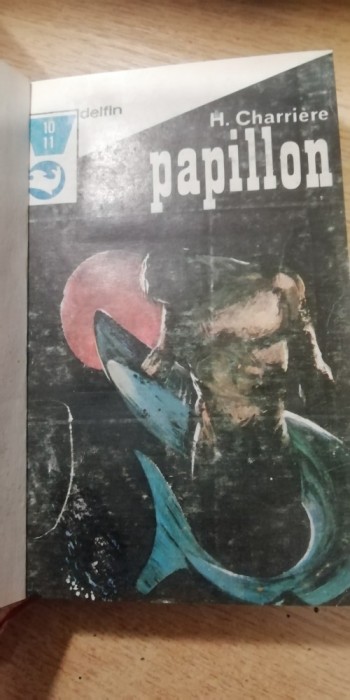 delfin
10
11
H. Charrière
papillon